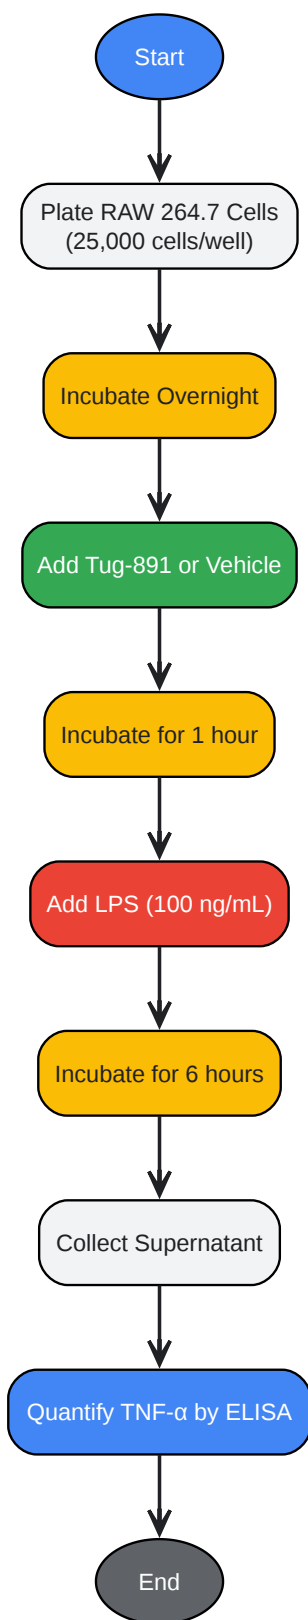 Start
Plate RAW 264.7 Cells
(25,000 cells/well)
Incubate Overnight
Add Tug-891 or Vehicle
Incubate for 1 hour
Add LPS (100 ng/mL)
Incubate for 6 hours
Collect Supernatant
Quantify TNF-α by ELISA
End